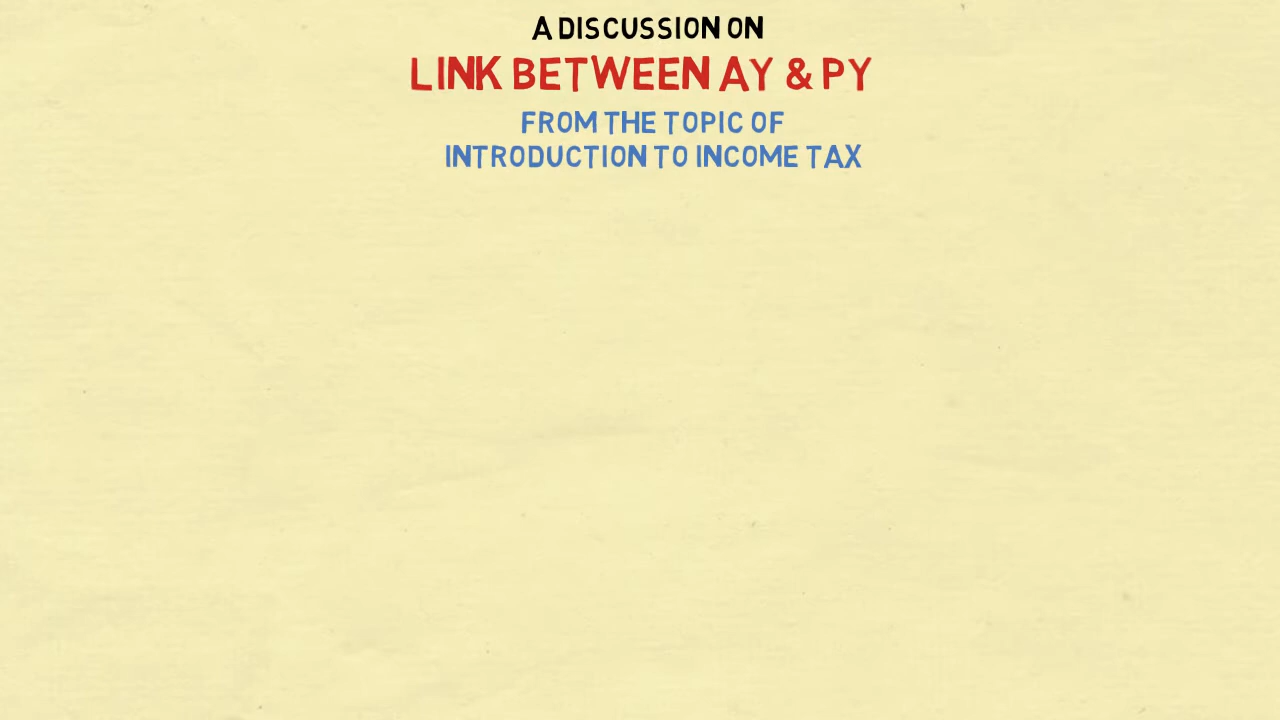 A DISCUSSION ON
LINK BETWEEN AY & PY
FROM THE TOPIC OF
INTRODUCTION TO INCOME TAX